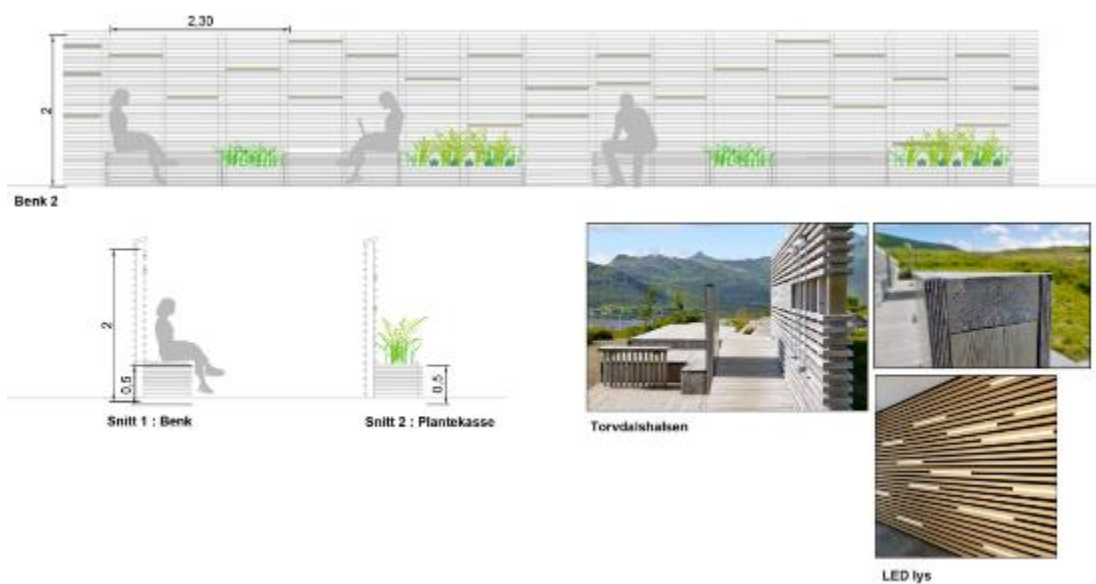 2,30
2
Benk 2
2
0,5
0,5
Snitt 1 : Benk
Snitt 2 : Plantekasse
Torvdalshalsen
LED lys